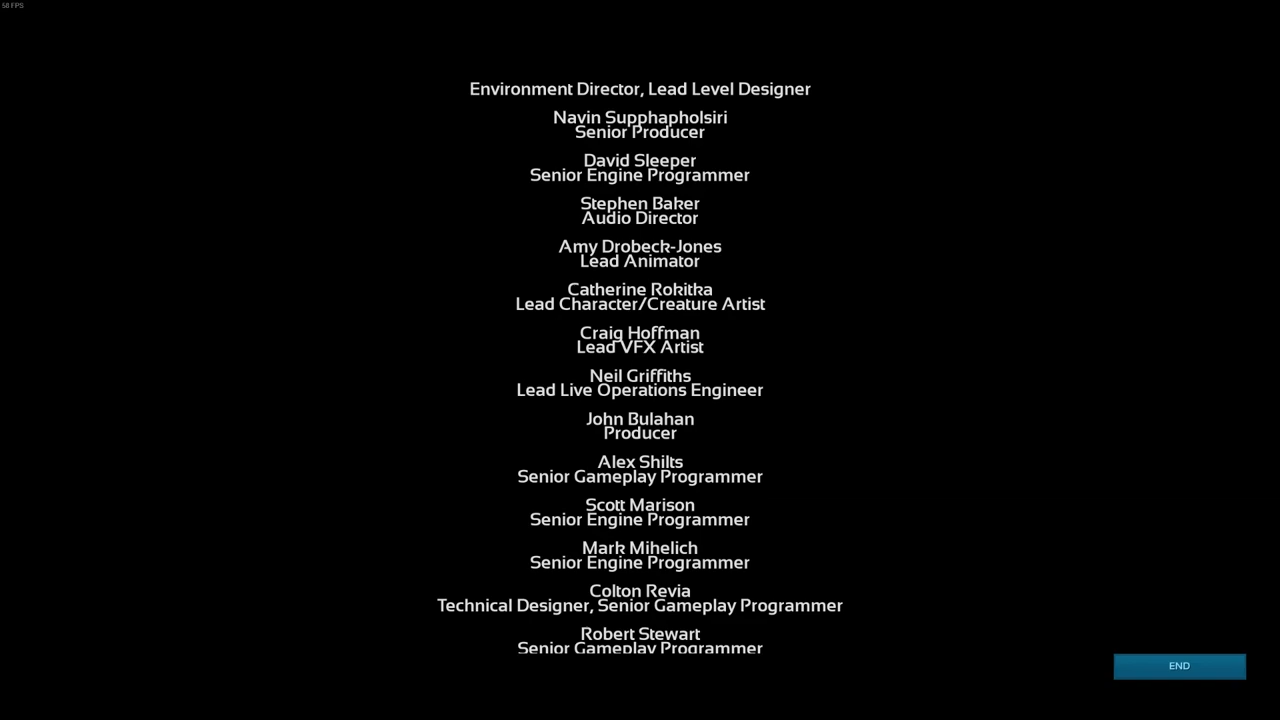 58 FPS
Environment Director, Lead Level Designer
Navin Supphapholsiri
Senior Producer
David Sleeper
Senior Engine Programmer
Stephen Baker
Audio Director
Amy Drobeck-Jones
Lead Animator
Catherine Rokitka
Lead Character/Creature Artist
Craig Hoffman
Lead VFX Artist
Neil Griffiths
Lead Live Operations Engineer
John Bulahan
Producer
Alex Shilts
Senior Gameplay Programmer
Scott Marison
Senior Engine Programmer
Mark Mihelich
Senior Engine Programmer
Colton Revia
Technical Designer, Senior Gameplay Programmer
Robert Stewart
Senior Gameplay Programmer
END